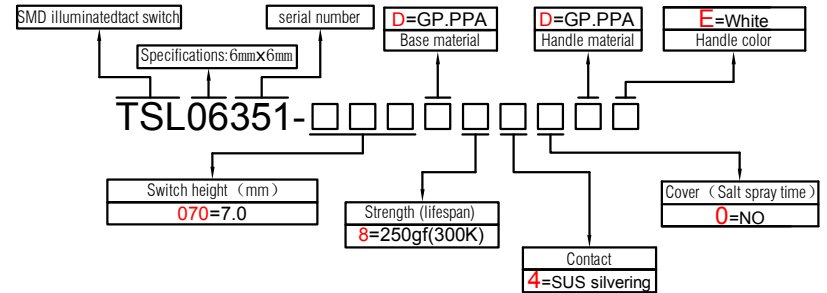 SMD illuminatedtact switch
serial number
D=GP.PPA
Base material
D=GP.PPA
Handle material
E=White
Handle color
Specifications:6mmX6mm
TSL06351-□□□□□□□□□
Switch height（mm）
070=7.0
Strength (lifespan)
8=250gf(300K)
Contact
4=SUS silvering
Cover（Salt spray time）
0=NO